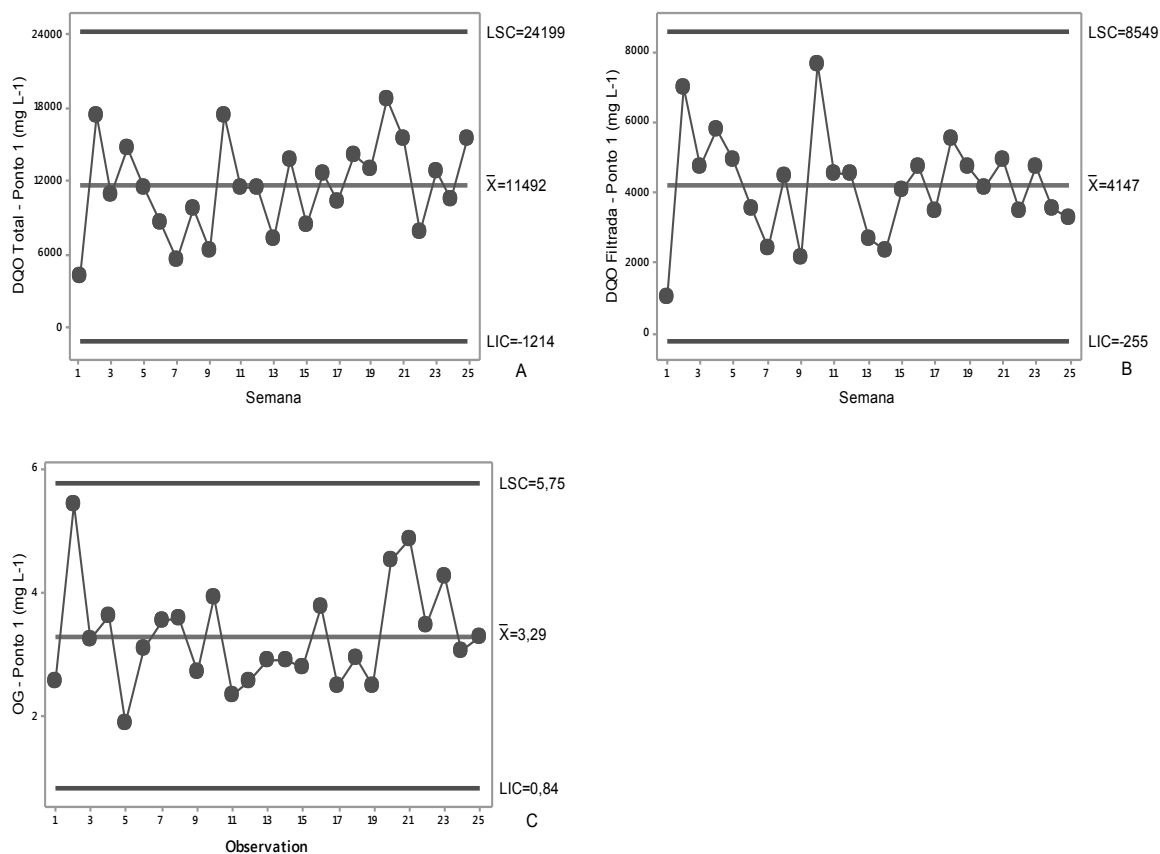 DQO Total - Ponto 1 (mg L-1)
24000
18000
12000
6000
0
LSC=24199
X̅=11492
LIC=-1214
1 3 5 7 9 11 13 15 17 19 21 23 25
Semana
A
DQO Filtrada - Ponto 1 (mg L-1)
8000
6000
4000
2000
0
LSC=8549
X̅=4147
LIC=-255
1 3 5 7 9 11 13 15 17 19 21 23 25
Semana
B
OG - Ponto 1 (mg L-1)
6
4
2
LSC=5,75
X̅=3,29
LIC=0,84
1 3 5 7 9 11 13 15 17 19 21 23 25
Observation
C